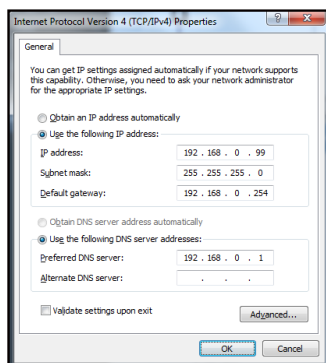 Internet Protocol Version 4 (TCP/IPv4) Properties
General
You can get IP settings assigned automatically if your network supports
this capability. Otherwise, you need to ask your network administrator
for the appropriate IP settings.
Obtain an IP address automatically
Use the following IP address:
IP address: 192 . 168 . 0 . 99
Subnet mask: 255 . 255 . 255 . 0
Default gateway: 192 . 168 . 0 . 254
Obtain DNS server address automatically
Use the following DNS server addresses:
Preferred DNS server: 192 . 168 . 0 . 1
Alternate DNS server: . . .
Validate settings upon exit
Advanced...
OK Cancel